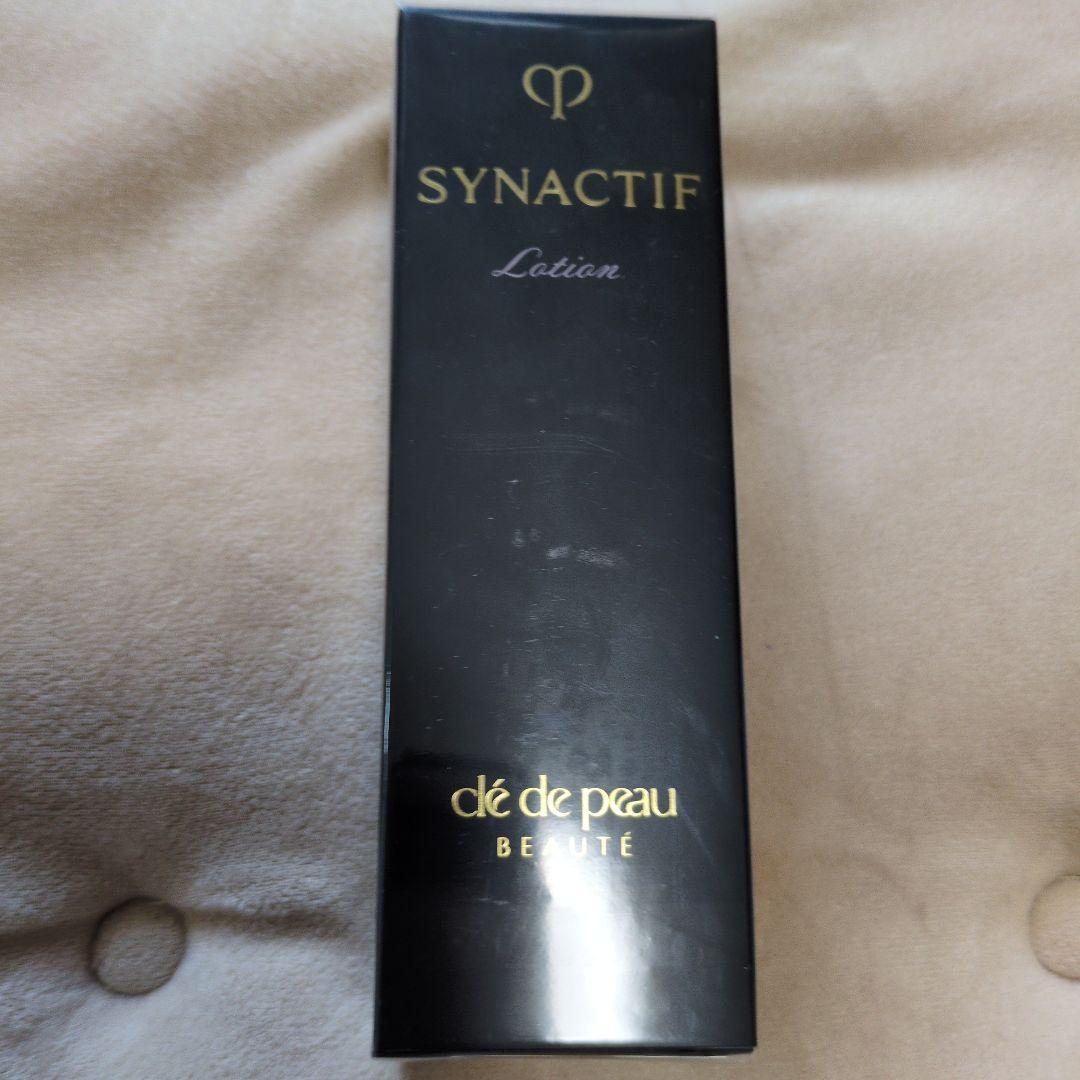 SYNACTIF
Lotion
clé de peau
BEAUTÉ